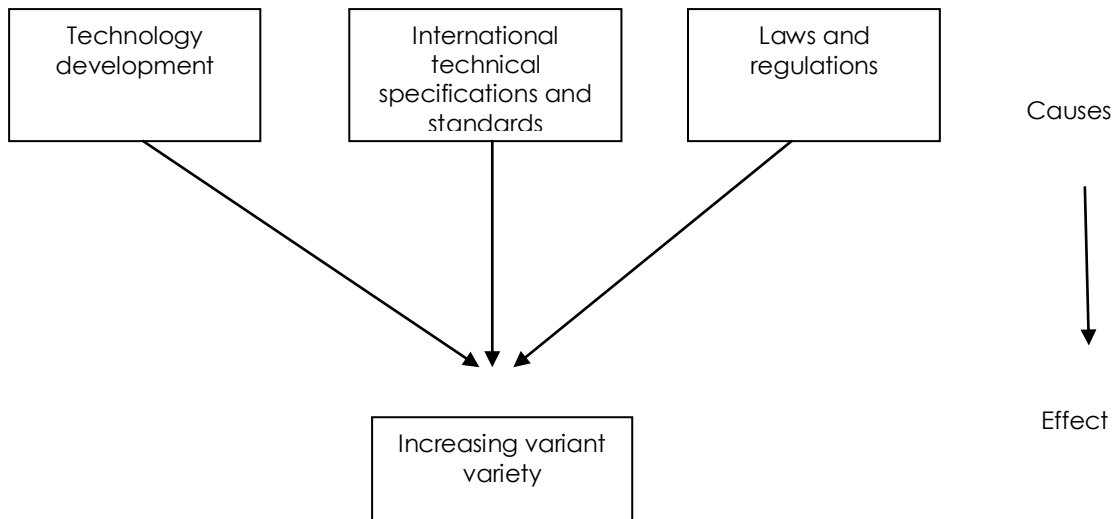 Technology
development
International
technical
specifications and
standards
Laws and
regulations
Causes
Effect
Increasing variant
variety